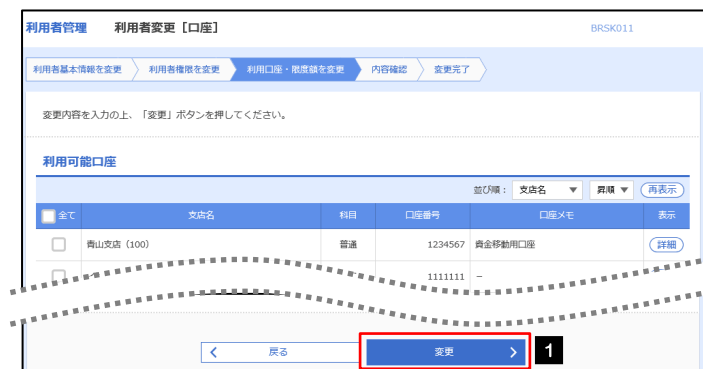 利用者管理 利用者変更［口座］ BRSK011
利用者基本情報を変更 利用者権限を変更 利用口座・限度額を変更 内容確認 変更完了
変更内容を入力の上、「変更」ボタンを押してください。
利用可能口座
並び順： 支店名 ▼ 昇順 ▼ 再表示
全て 支店名 科目 口座番号 口座メモ 表示
青山支店（100） 普通 1234567 資金移動用口座 詳細
1111111 －
戻る 変更 1